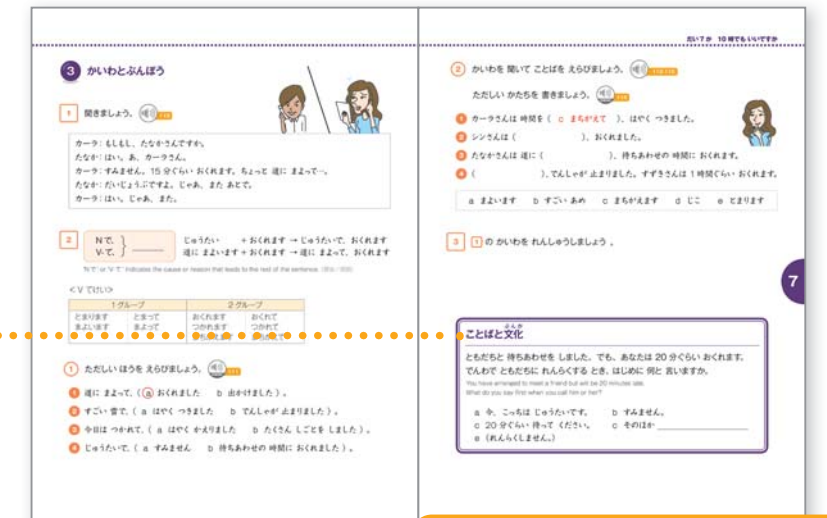 3 かいわとぶんぽう
1 聞きましょう。
カーラ：もしもし、たなかさんですか。
たなか：はい。あ、カーラさん。
カーラ：すみません。15分ぐらい おくれます。ちょっと 道に まよって…。
たなか：だいじょうぶですよ。じゃあ、また あとで。
カーラ：はい。じゃあ、また。
2 Nで、
V-て、
じゅうたい + おくれます → じゅうたいで、おくれます
道に まよいます + おくれます → 道に まよって、おくれます
"Nで" or "V-て" indicates the cause or reason that leads to the rest of the sentence.
＜V てけい＞
1グループ 2グループ
とまります とまって おくれます おくれて
まよいます まよって つかれます つかれて
1 ただしい ほうを えらびましょう。
1 道に まよって、( a おくれました b 出かけました )。
2 すごい 雪で、( a はやく つきました b でんしゃが 止まりました )。
3 今日は つかれて、( a はやく かえりました b たくさん しごとを しました )。
4 じゅうたいで、( a すみません b 待ちあわせの 時間に おくれました )。
だい7か 10時でも いいですか
2 かいわを 聞いて ことばを えらびましょう。
ただしい かたちを 書きましょう。
1 カーラさんは 時間を ( c まちがえて )、はやく つきました。
2 シンさんは ( )、おくれました。
3 たなかさんは 道に ( )、待ちあわせの 時間に おくれます。
4 ( )、でんしゃが 止まりました。すずきさんは 1時間ぐらい おくれます。
a まよいます b すごい あめ c まちがえます d じこ e とまります
3 1の かいわを れんしゅうしましょう。
7
ことばと文化
ぶんか
ともだちと 待ちあわせを しました。でも、あなたは 20分ぐらい おくれます。
でんわで ともだちに れんらくする とき、はじめに 何と 言いますか。
You have arranged to meet a friend but will be 20 minutes late.
What do you say first when you call him or her?
a 今、こっちは じゅうたいです。 b すみません。
c 20分ぐらい 待って ください。 c そのほか
e (れんらくしません。)